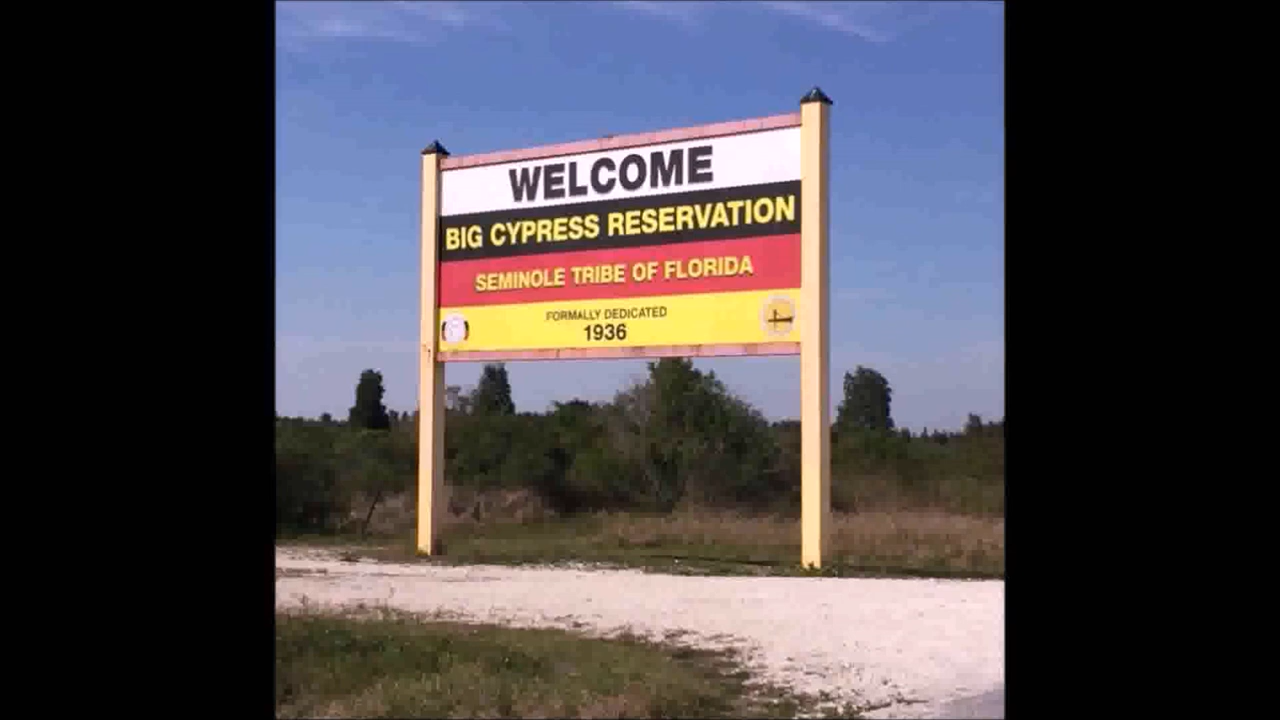 WELCOME
BIG CYPRESS RESERVATION
SEMINOLE TRIBE OF FLORIDA
FORMALLY DEDICATED
1936